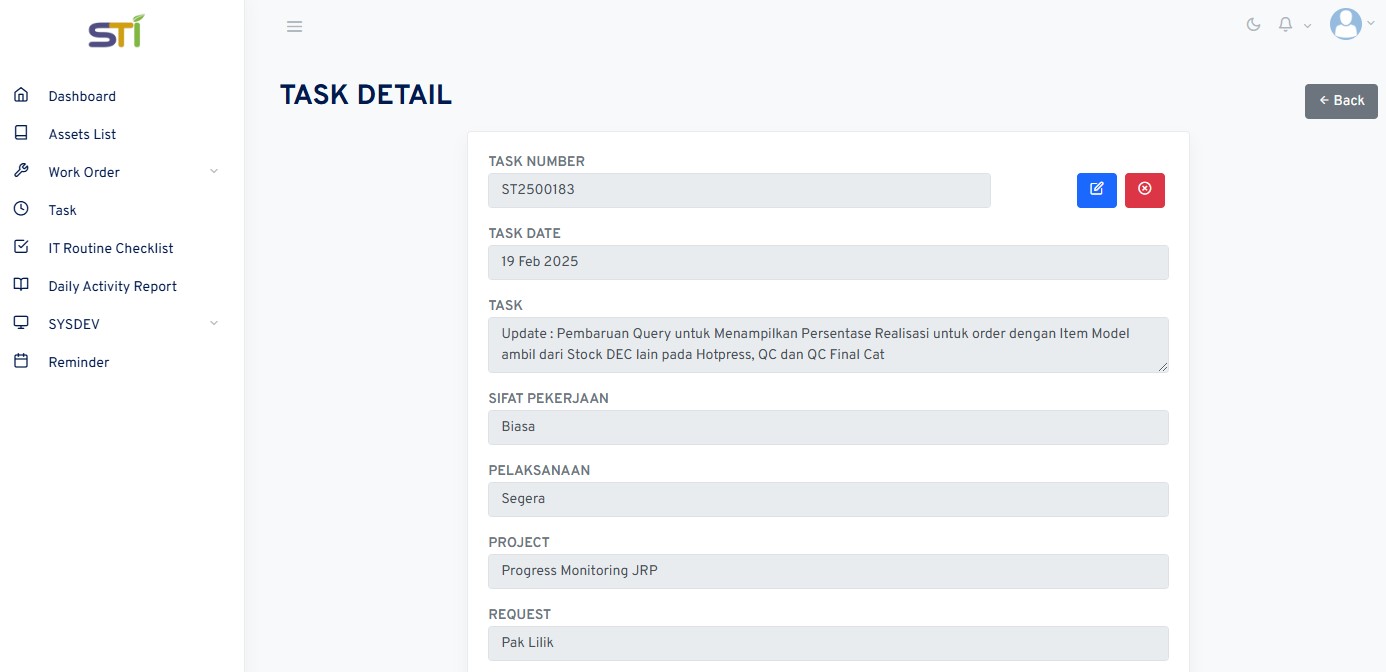 STI
Dashboard
Assets List
Work Order
Task
IT Routine Checklist
Daily Activity Report
SYSDEV
Reminder
TASK DETAIL
Back
TASK NUMBER
ST2500183
TASK DATE
19 Feb 2025
TASK
Update : Pembaruan Query untuk Menampilkan Persentase Realisasi untuk order dengan Item Model
ambil dari Stock DEC lain pada Hotpress, QC dan QC Final Cat
SIFAT PEKERJAAN
Biasa
PELAKSANAAN
Segera
PROJECT
Progress Monitoring JRP
REQUEST
Pak Lilik